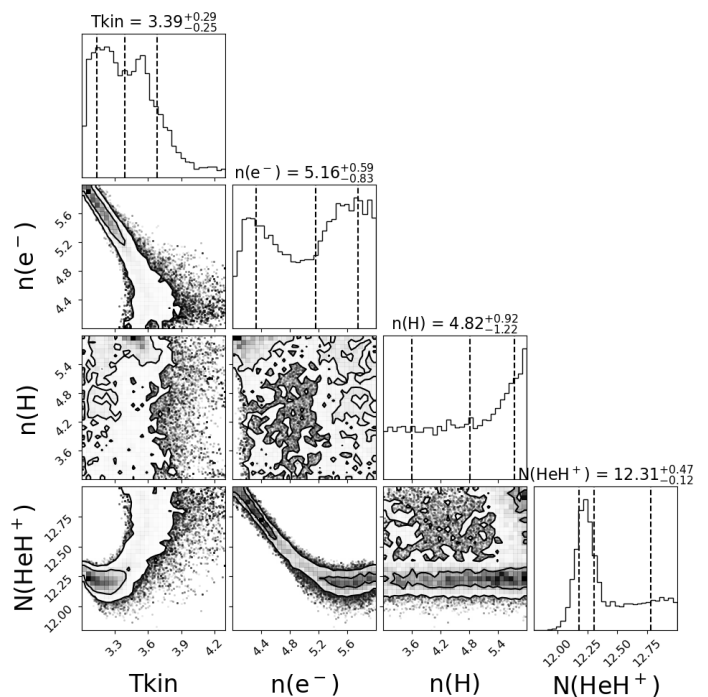 Tkin = 3.39$^{+0.29}_{-0.25}$
n(e⁻) = 5.16$^{+0.59}_{-0.83}$
n(e⁻)
5.6
5.2
4.8
4.4
n(H) = 4.82$^{+0.92}_{-1.22}$
n(H)
5.4
4.8
4.2
3.6
N(HeH⁺) = 12.31$^{+0.47}_{-0.12}$
N(HeH⁺)
12.75
12.50
12.25
12.00
3.3 3.6 3.9 4.2
4.4 4.8 5.2 5.6
3.6 4.2 4.8 5.4
12.00 12.25 12.50 12.75
Tkin n(e⁻) n(H) N(HeH⁺)